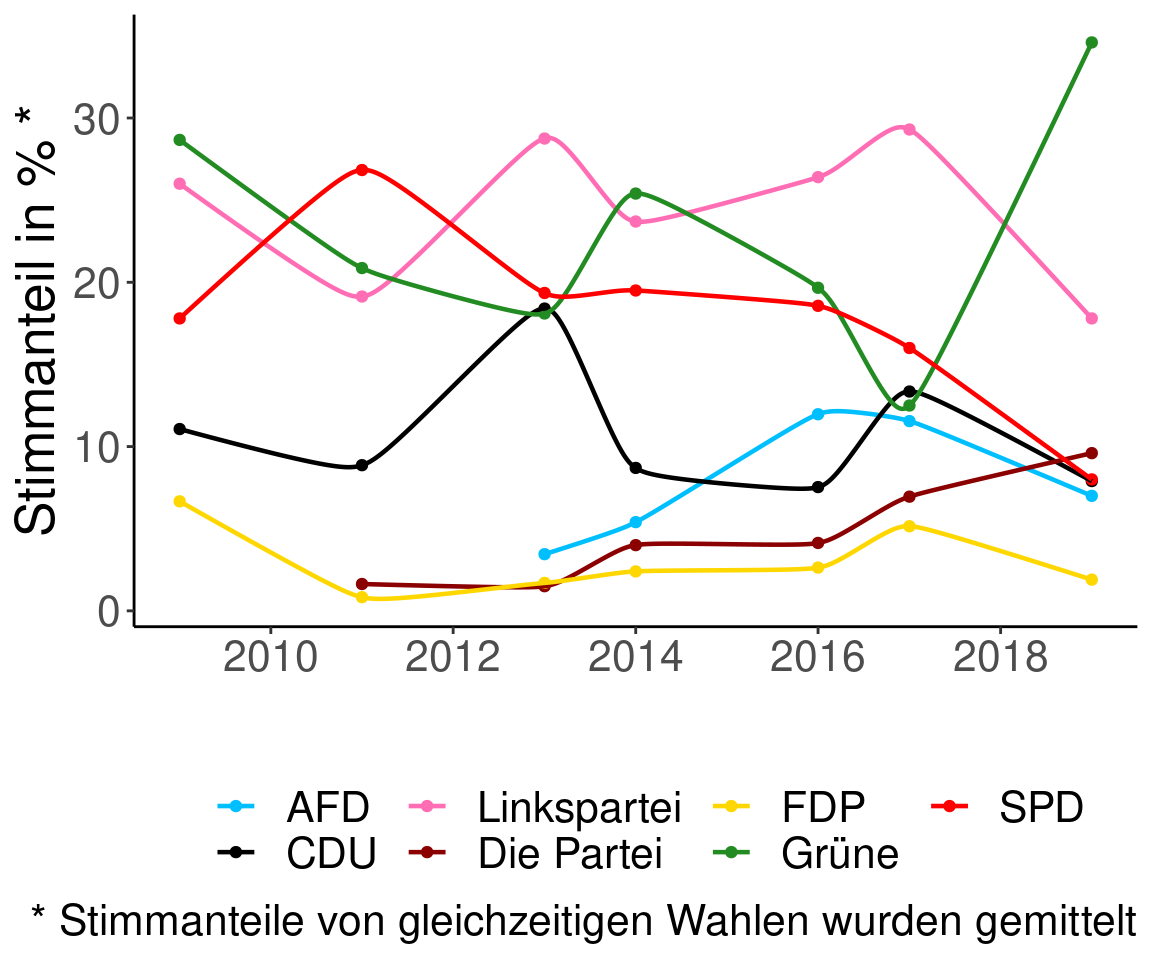 Stimmanteil in % *
30
20
10
0
2010 2012 2014 2016 2018
AFD Linkspartei FDP SPD
CDU Die Partei Grüne
* Stimmanteile von gleichzeitigen Wahlen wurden gemittelt